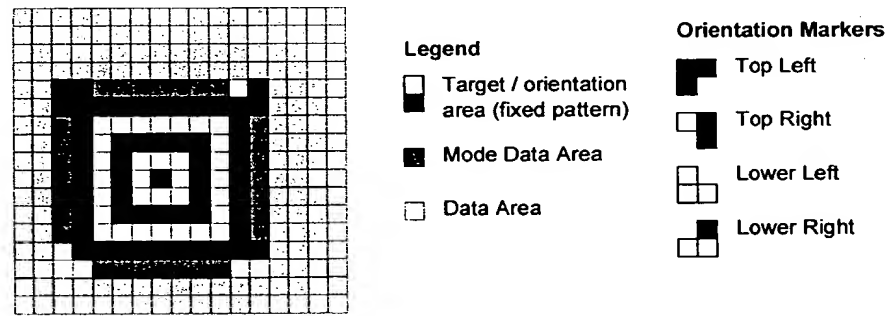 Legend
Target / orientation
area (fixed pattern)
Mode Data Area
Data Area
Orientation Markers
Top Left
Top Right
Lower Left
Lower Right